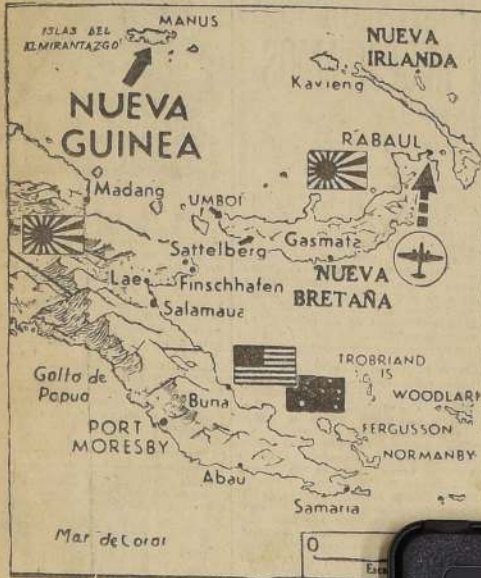 MANUS
ISLAS DEL
ALMIRANTAZGO
NUEVA
IRLANDA
Kavieng
NUEVA
GUINEA
RABAUL
Madang
UMBOI
Sattelberg
Gasmata
Lae
Finschhafen
NUEVA
BRETAÑA
Salamaua
TROBRIAND
IS
WOODLARK
Golfo de
Papua
Buna
FERGUSSON
PORT
MORESBY
NORMANBY
Abau
Samaria
Mar de Coral
0